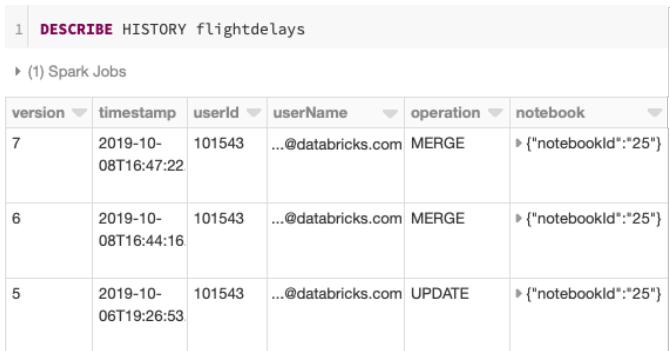 1 DESCRIBE HISTORY flightdelays
(1) Spark Jobs
version timestamp userId userName operation notebook
7 2019-10- 101543 ...@databricks.com MERGE {"notebookId":"25"}
08T16:47:22.
6 2019-10- 101543 ...@databricks.com MERGE {"notebookId":"25"}
08T16:44:16.
5 2019-10- 101543 ...@databricks.com UPDATE {"notebookId":"25"}
06T19:26:53.